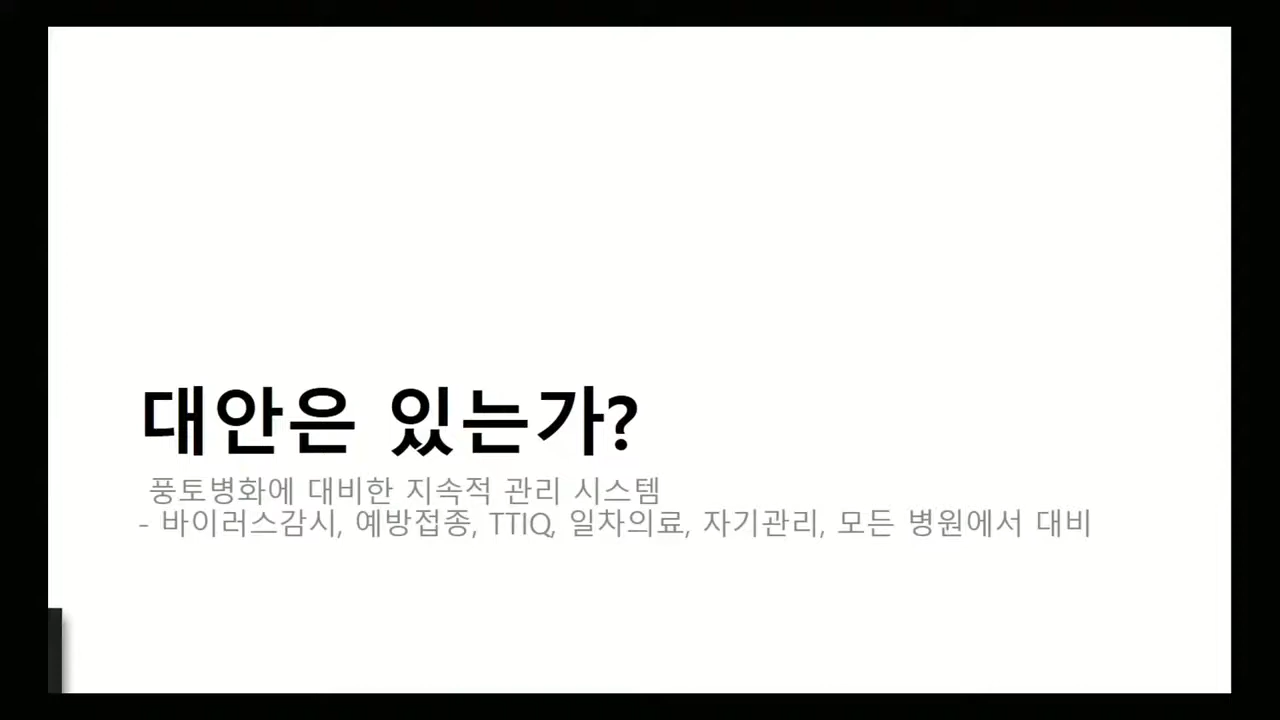 대안은 있는가?
풍토병화에 대비한 지속적 관리 시스템
- 바이러스감시, 예방접종, TTIQ, 일차의료, 자기관리, 모든 병원에서 대비